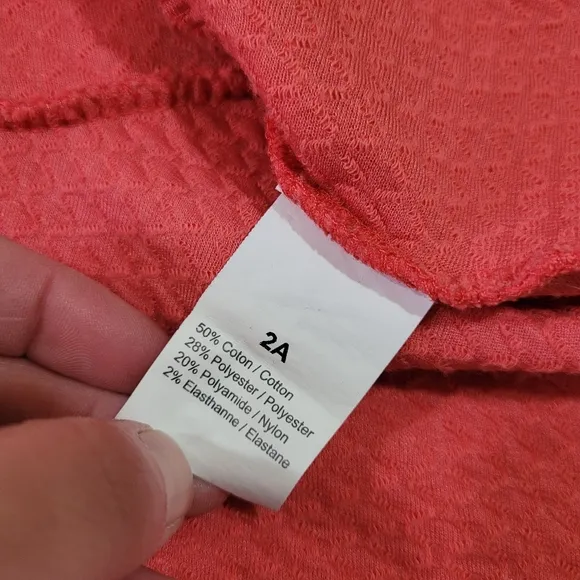 2A
50% Coton / Cotton
28% Polyester / Polyester
20% Polyamide / Nylon
2% Elasthanne / Elastane